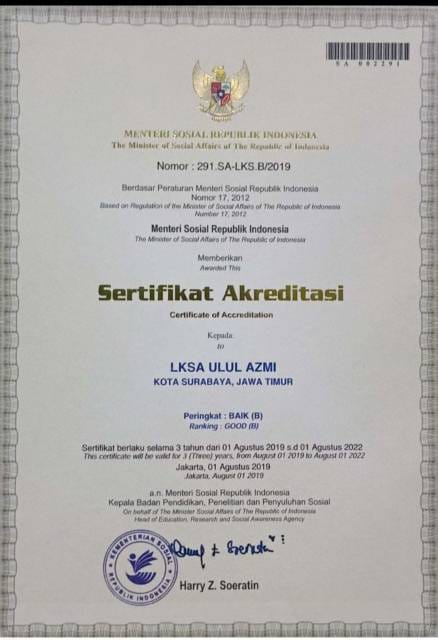 SA 002291
MENTERI SOSIAL REPUBLIK INDONESIA
The Minister of Social Affairs of The Republic of Indonesia
Nomor : 291.SA-LKS.B/2019
Berdasar Peraturan Menteri Sosial Republik Indonesia
Nomor 17, 2012
Based on Regulation of the Minister of Social Affairs of The Republic of Indonesia
Number 17, 2012
Menteri Sosial Republik Indonesia
The Minister of Social Affairs of The Republic of Indonesia
Memberikan
Awarded This
Sertifikat Akreditasi
Certificate of Accreditation
Kepada:
to
LKSA ULUL AZMI
KOTA SURABAYA, JAWA TIMUR
Peringkat : BAIK (B)
Ranking : GOOD (B)
Sertifikat berlaku selama 3 tahun dari 01 Agustus 2019 s.d 01 Agustus 2022
This certificate will be valid for 3 (Three) years, from August 01 2019 to August 01 2022
Jakarta, 01 Agustus 2019
Jakarta, August 01 2019
a.n. Menteri Sosial Republik Indonesia
Kepala Badan Pendidikan, Penelitian dan Penyuluhan Sosial
On behalf of The Minister Social Affairs of The Republic of Indonesia
Head of Education, Research and Social Awareness Agency
KEMENTERIAN SOSIAL
REPUBLIK INDONESIA
Harry Z. Soeratin